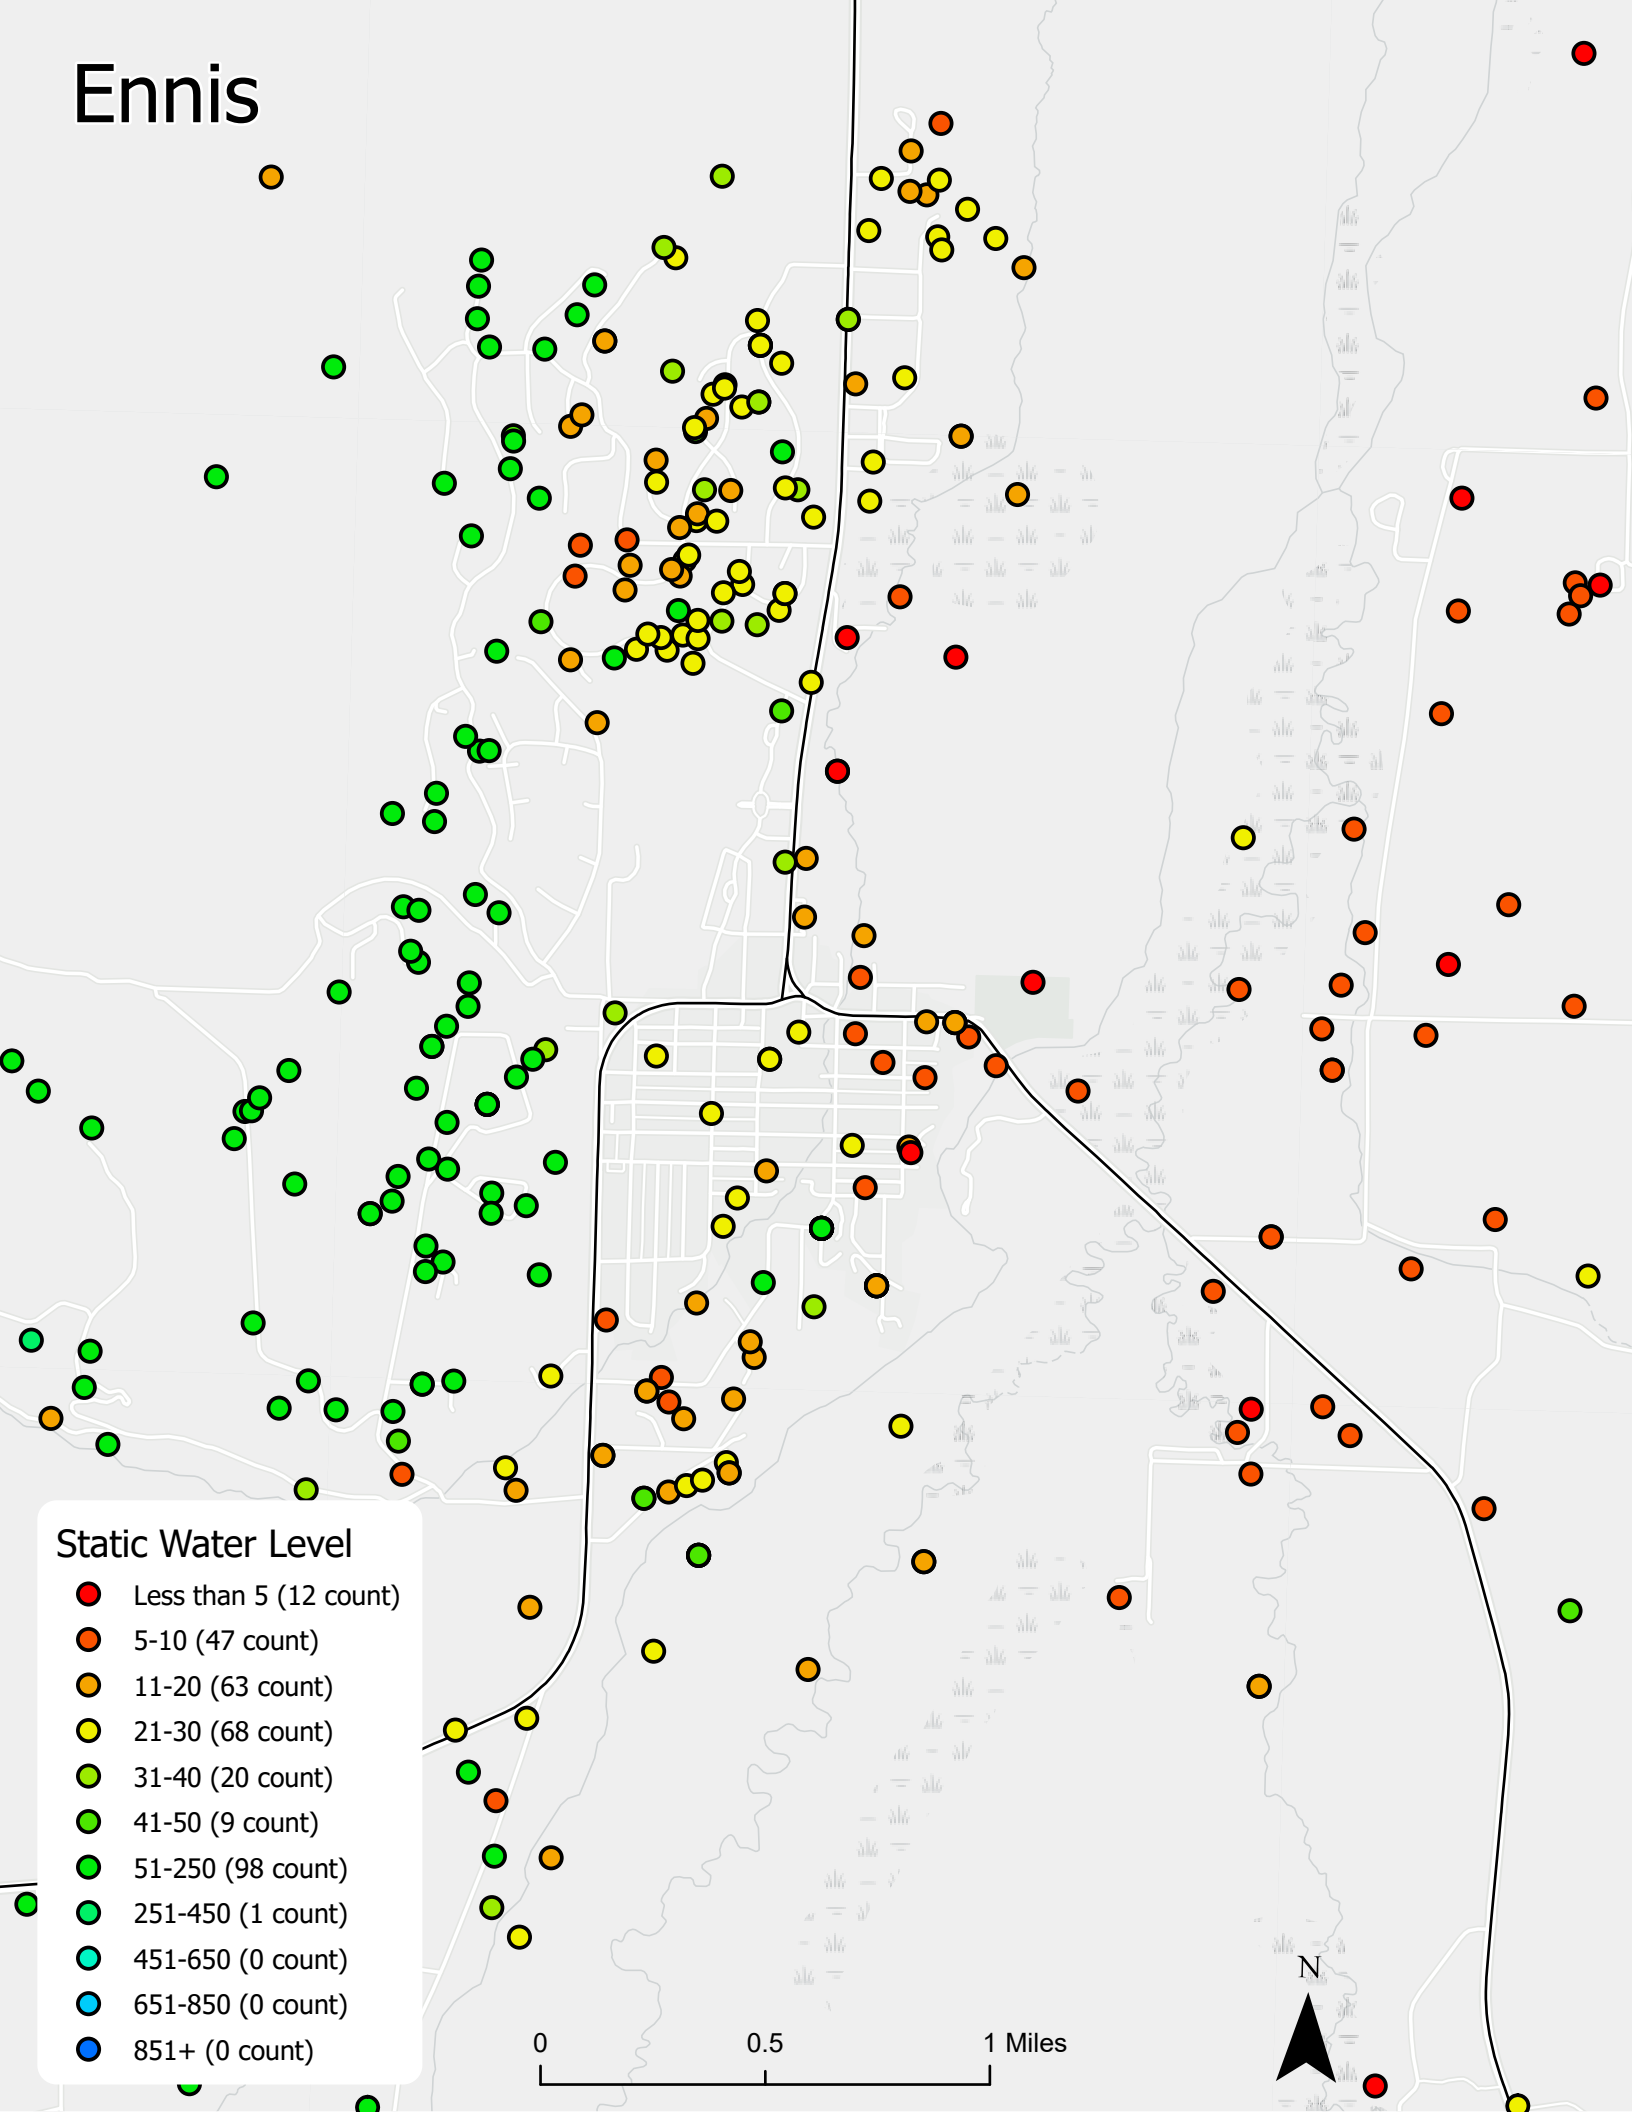 Ennis
Static Water Level
Less than 5 (12 count)
5-10 (47 count)
11-20 (63 count)
21-30 (68 count)
31-40 (20 count)
41-50 (9 count)
51-250 (98 count)
251-450 (1 count)
451-650 (0 count)
651-850 (0 count)
851+ (0 count)
N
0 0.5 1 Miles